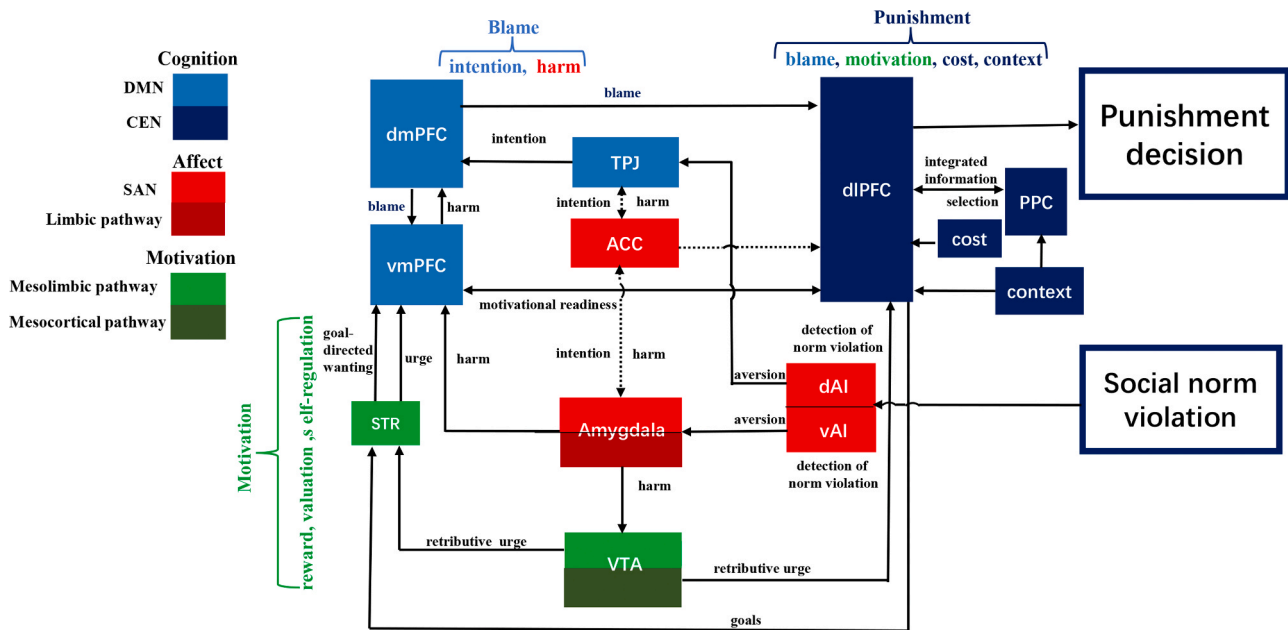 Cognition
DMN
CEN
Affect
SAN
Limbic pathway
Motivation
Mesolimbic pathway
Mesocortical pathway
Blame
intention, harm
Punishment
blame, motivation, cost, context
dmPFC
blame
intention
TPJ
dlPFC
Punishment
decision
integrated
information
selection
PPC
blame
harm
intention
harm
vmPFC
ACC
cost
context
motivational readiness
goal-
directed
wanting
urge
harm
intention
harm
detection of
norm violation
aversion
dAI
Social norm
violation
STR
Amygdala
aversion
vAI
detection of
norm violation
harm
Motivation
reward, valuation ,s elf-regulation
retributive urge
VTA
retributive urge
goals